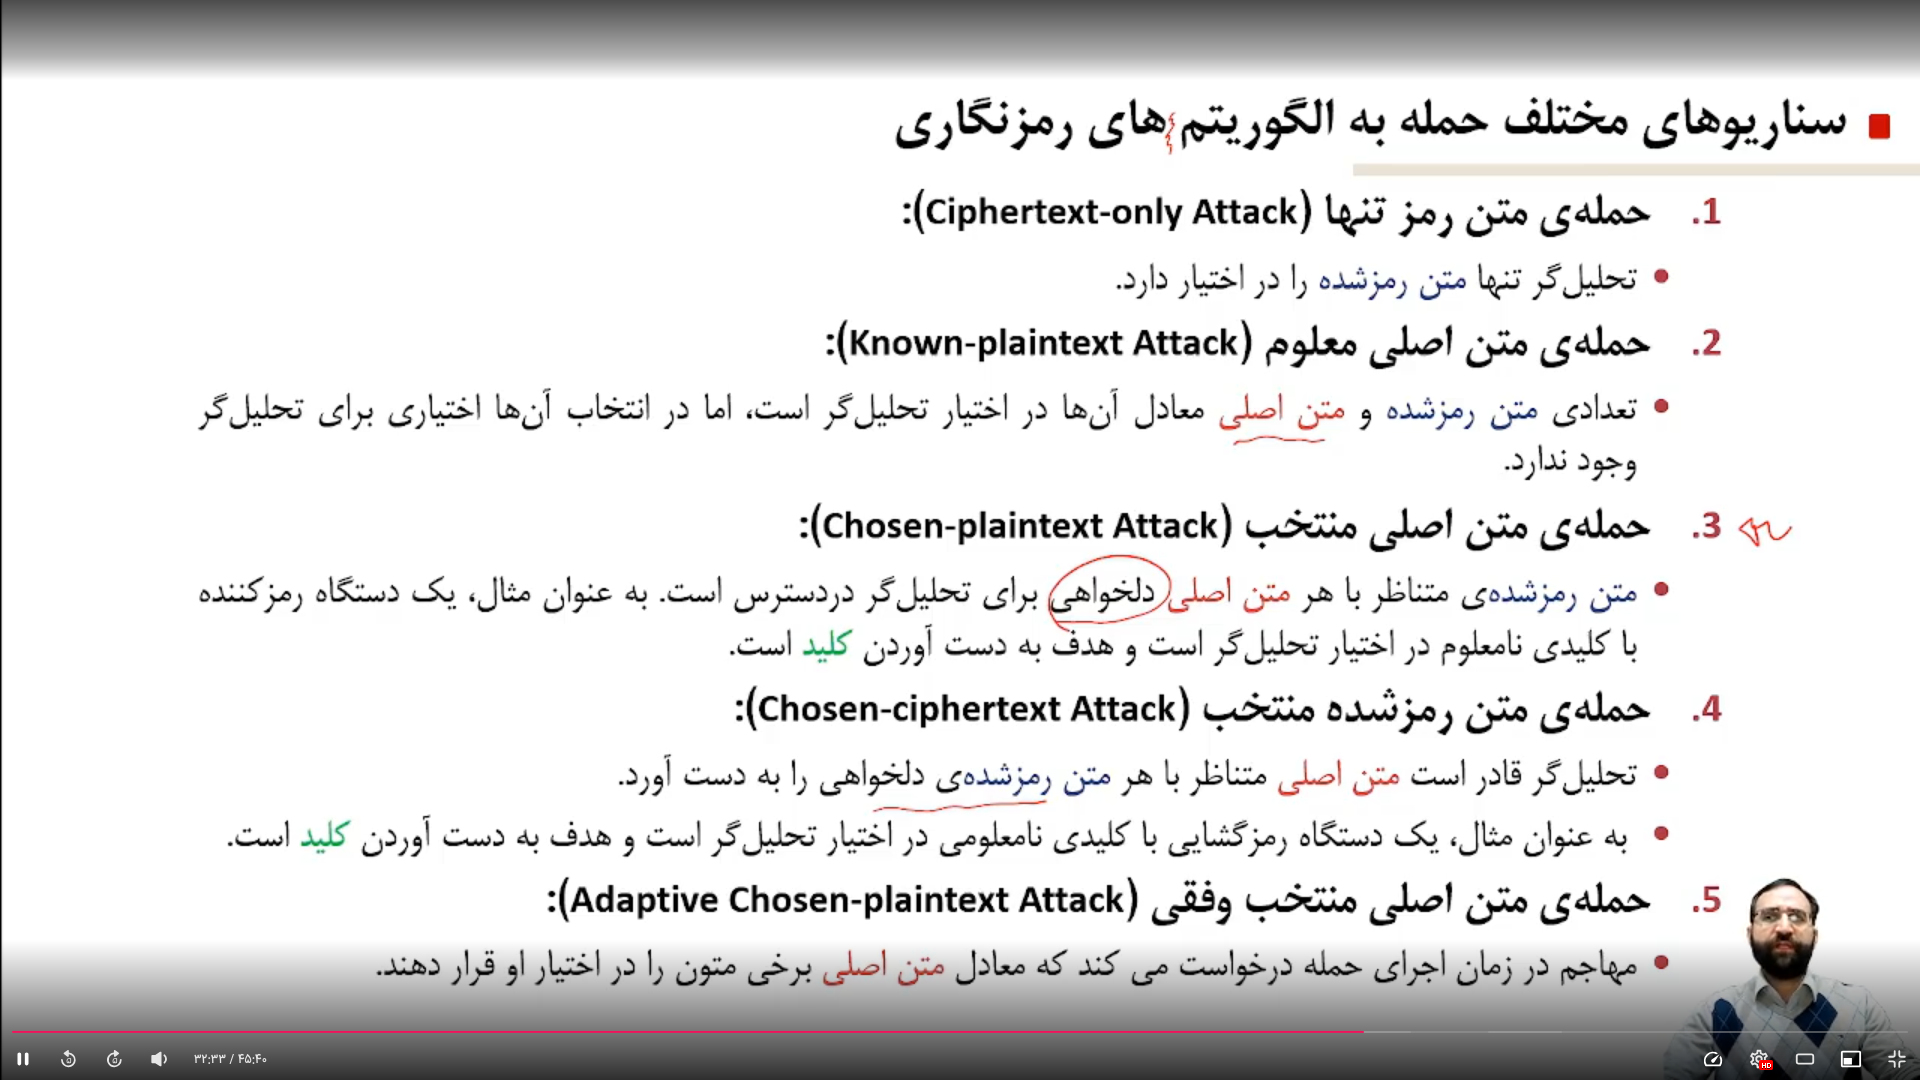 سناریوهای مختلف حمله به الگوریتم های رمزنگاری
1. حمله‌ی متن رمز تنها (Ciphertext-only Attack):
تحلیل‌گر تنها متن رمزشده را در اختیار دارد.
2. حمله‌ی متن اصلی معلوم (Known-plaintext Attack):
تعدادی متن رمزشده و متن اصلی معادل آن‌ها در اختیار تحلیل‌گر است، اما در انتخاب آن‌ها اختیاری برای تحلیل‌گر
وجود ندارد.
3. حمله‌ی متن اصلی منتخب (Chosen-plaintext Attack):
متن رمزشده‌ی متناظر با هر متن اصلی دلخواهی برای تحلیل‌گر دردسترس است. به عنوان مثال، یک دستگاه رمزکننده
با کلیدی نامعلوم در اختیار تحلیل‌گر است و هدف به دست آوردن کلید است.
4. حمله‌ی متن رمزشده منتخب (Chosen-ciphertext Attack):
تحلیل‌گر قادر است متن اصلی متناظر با هر متن رمزشده‌ی دلخواهی را به دست آورد.
به عنوان مثال، یک دستگاه رمزگشایی با کلیدی نامعلومی در اختیار تحلیل‌گر است و هدف به دست آوردن کلید است.
5. حمله‌ی متن اصلی منتخب وفقی (Adaptive Chosen-plaintext Attack):
مهاجم در زمان اجرای حمله درخواست می کند که معادل متن اصلی برخی متون را در اختیار او قرار دهند.
۳۲:۳۳ / ۴۵:۴۰
HD